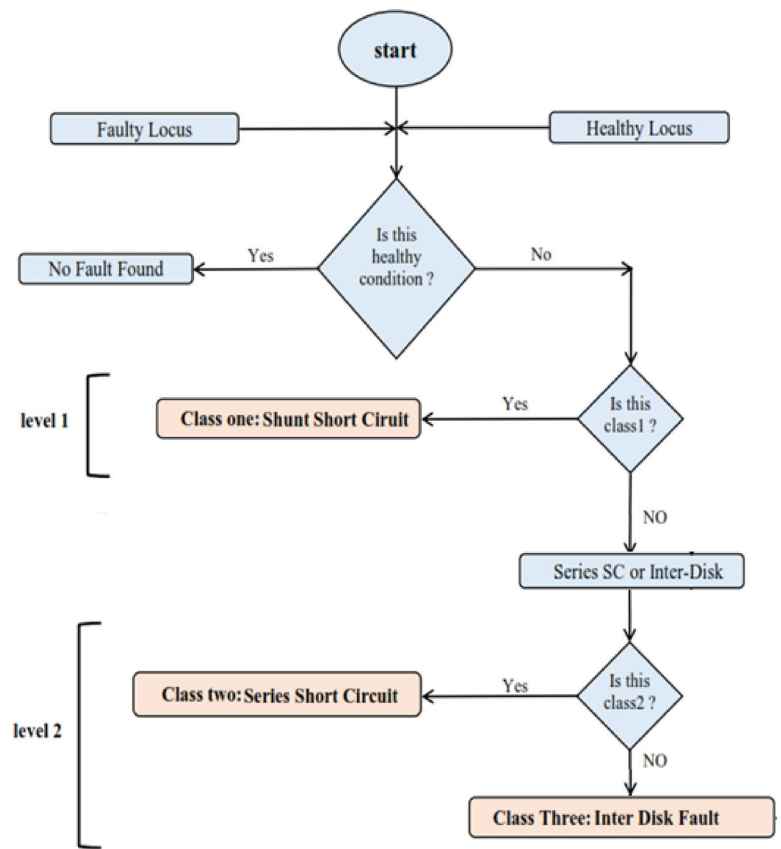 start
Faulty Locus
Healthy Locus
Is this
healthy
condition ?
Yes
No
No Fault Found
level 1
Class one: Shunt Short Ciruit
Yes
Is this
class1 ?
NO
Series SC or Inter-Disk
level 2
Class two: Series Short Circuit
Yes
Is this
class2 ?
NO
Class Three: Inter Disk Fault